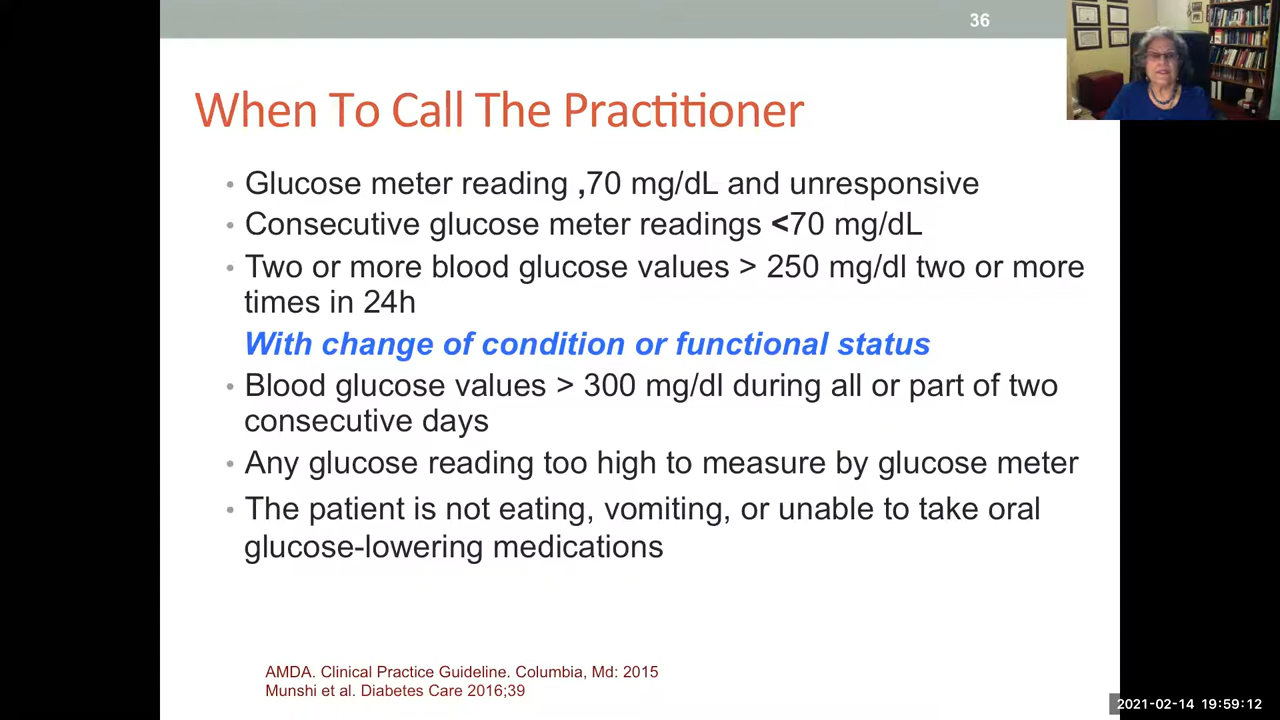 36
When To Call The Practitioner
• Glucose meter reading ,70 mg/dL and unresponsive
• Consecutive glucose meter readings <70 mg/dL
• Two or more blood glucose values > 250 mg/dl two or more
times in 24h
With change of condition or functional status
• Blood glucose values > 300 mg/dl during all or part of two
consecutive days
• Any glucose reading too high to measure by glucose meter
• The patient is not eating, vomiting, or unable to take oral
glucose-lowering medications
AMDA. Clinical Practice Guideline. Columbia, Md: 2015
Munshi et al. Diabetes Care 2016;39
2021-02-14 19:59:12